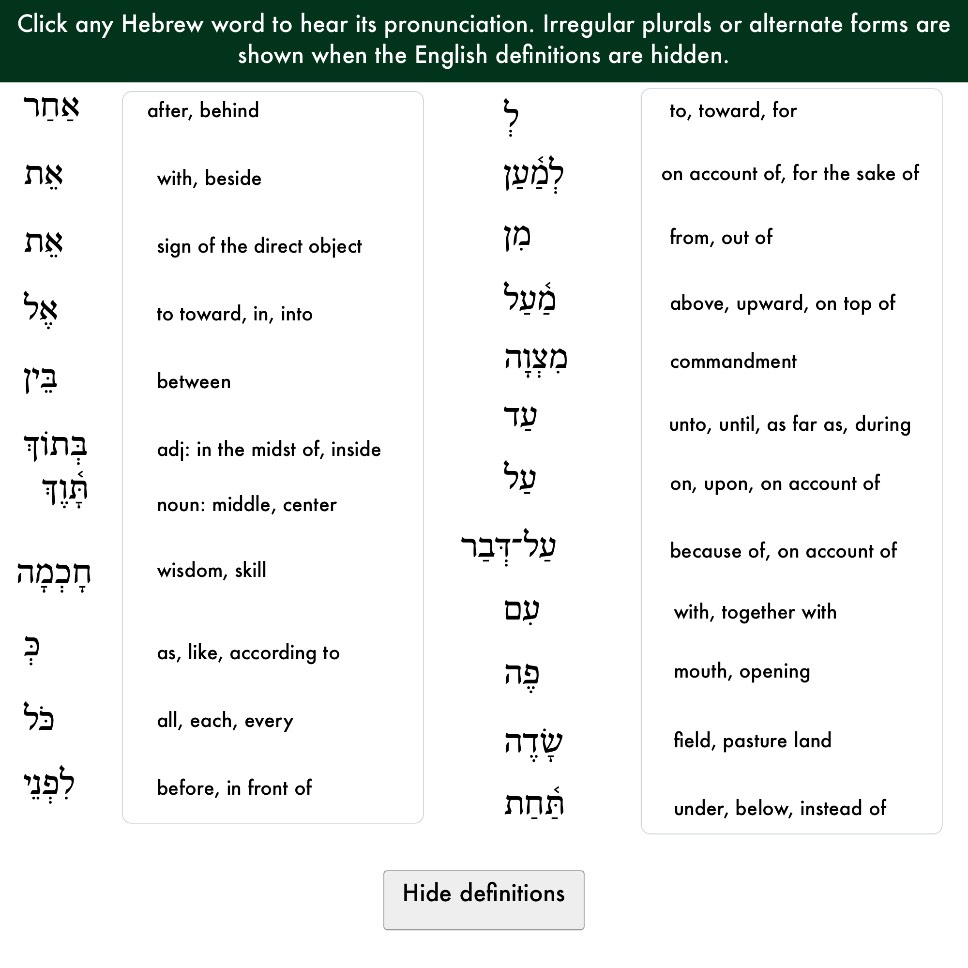 Click any Hebrew word to hear its pronunciation. Irregular plurals or alternate forms are
shown when the English definitions are hidden.
אַחַר after, behind
אֵת with, beside
אֵת sign of the direct object
אֶל to toward, in, into
בֵּין between
בְּתוֹךְ adj: in the midst of, inside
תָּ֫וֶךְ noun: middle, center
חָכְמָה wisdom, skill
כְּ as, like, according to
כֹּל all, each, every
לִפְנֵי before, in front of
לְ to, toward, for
לְמַ֫עַן on account of, for the sake of
מִן from, out of
מַ֫עַל above, upward, on top of
מִצְוָה commandment
עַד unto, until, as far as, during
עַל on, upon, on account of
עַל־דְּבַר because of, on account of
עִם with, together with
פֶּה mouth, opening
שָׂדֶה field, pasture land
תַּ֫חַת under, below, instead of
Hide definitions